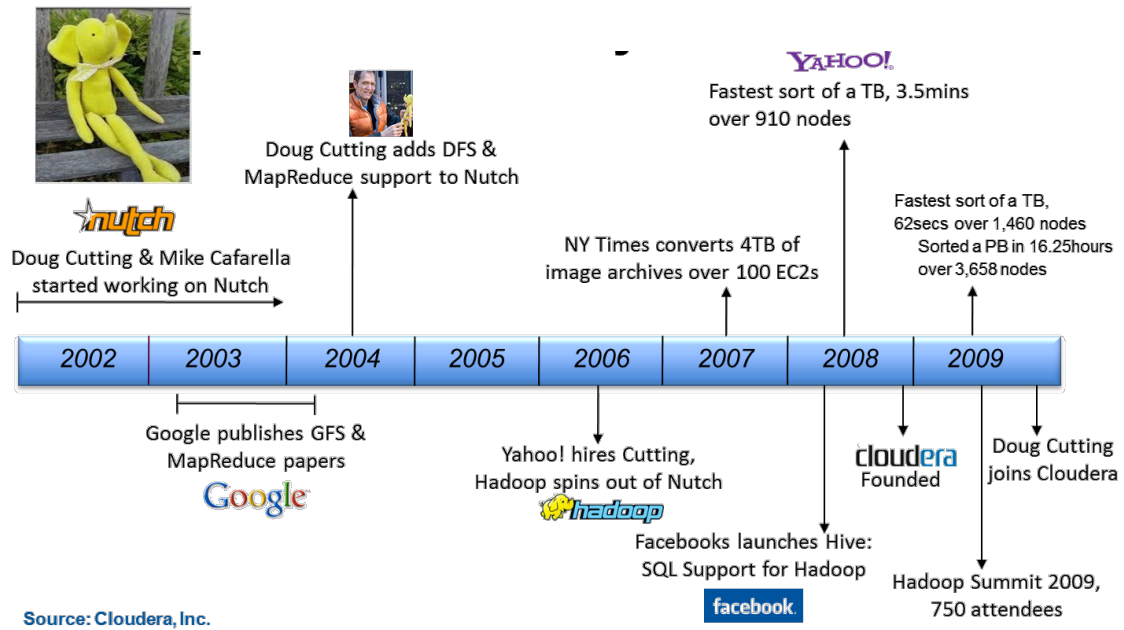 YAHOO!
Fastest sort of a TB, 3.5mins
over 910 nodes
Doug Cutting adds DFS &
MapReduce support to Nutch
nutch
Doug Cutting & Mike Cafarella
started working on Nutch
NY Times converts 4TB of
image archives over 100 EC2s
Fastest sort of a TB,
62secs over 1,460 nodes
Sorted a PB in 16.25hours
over 3,658 nodes
2002 2003 2004 2005 2006 2007 2008 2009
Google publishes GFS &
MapReduce papers
Google
Yahoo! hires Cutting,
Hadoop spins out of Nutch
hadoop
Facebooks launches Hive:
SQL Support for Hadoop
facebook.
cloudera
Founded
Doug Cutting
joins Cloudera
Hadoop Summit 2009,
750 attendees
Source: Cloudera, Inc.